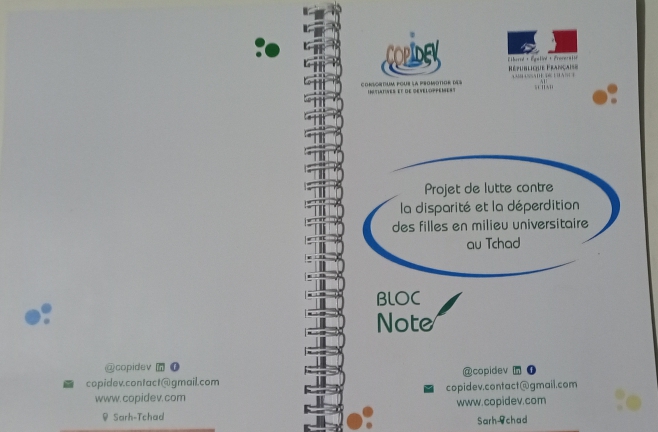 @copidev
copidev.contact@gmail.com
www.copidev.com
Sarh-Tchad
COPIDEV
CONSORTIUM POUR LA PROMOTION DES
INITIATIVES ET DE DEVELOPPEMENT
Liberté • Égalité • Fraternité
RÉPUBLIQUE FRANÇAISE
AMBASSADE DE FRANCE
AU
TCHAD
Projet de lutte contre
la disparité et la déperdition
des filles en milieu universitaire
au Tchad
BLOC
Note
@copidev
copidev.contact@gmail.com
www.copidev.com
Sarh-Tchad